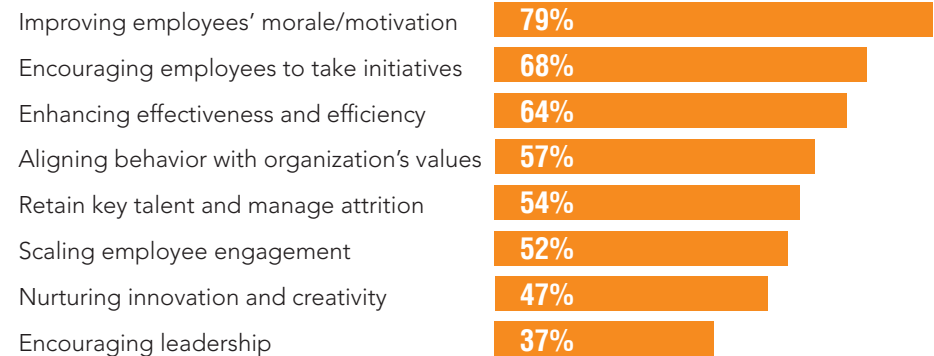 Improving employees’ morale/motivation 79%
Encouraging employees to take initiatives 68%
Enhancing effectiveness and efficiency 64%
Aligning behavior with organization’s values 57%
Retain key talent and manage attrition 54%
Scaling employee engagement 52%
Nurturing innovation and creativity 47%
Encouraging leadership 37%